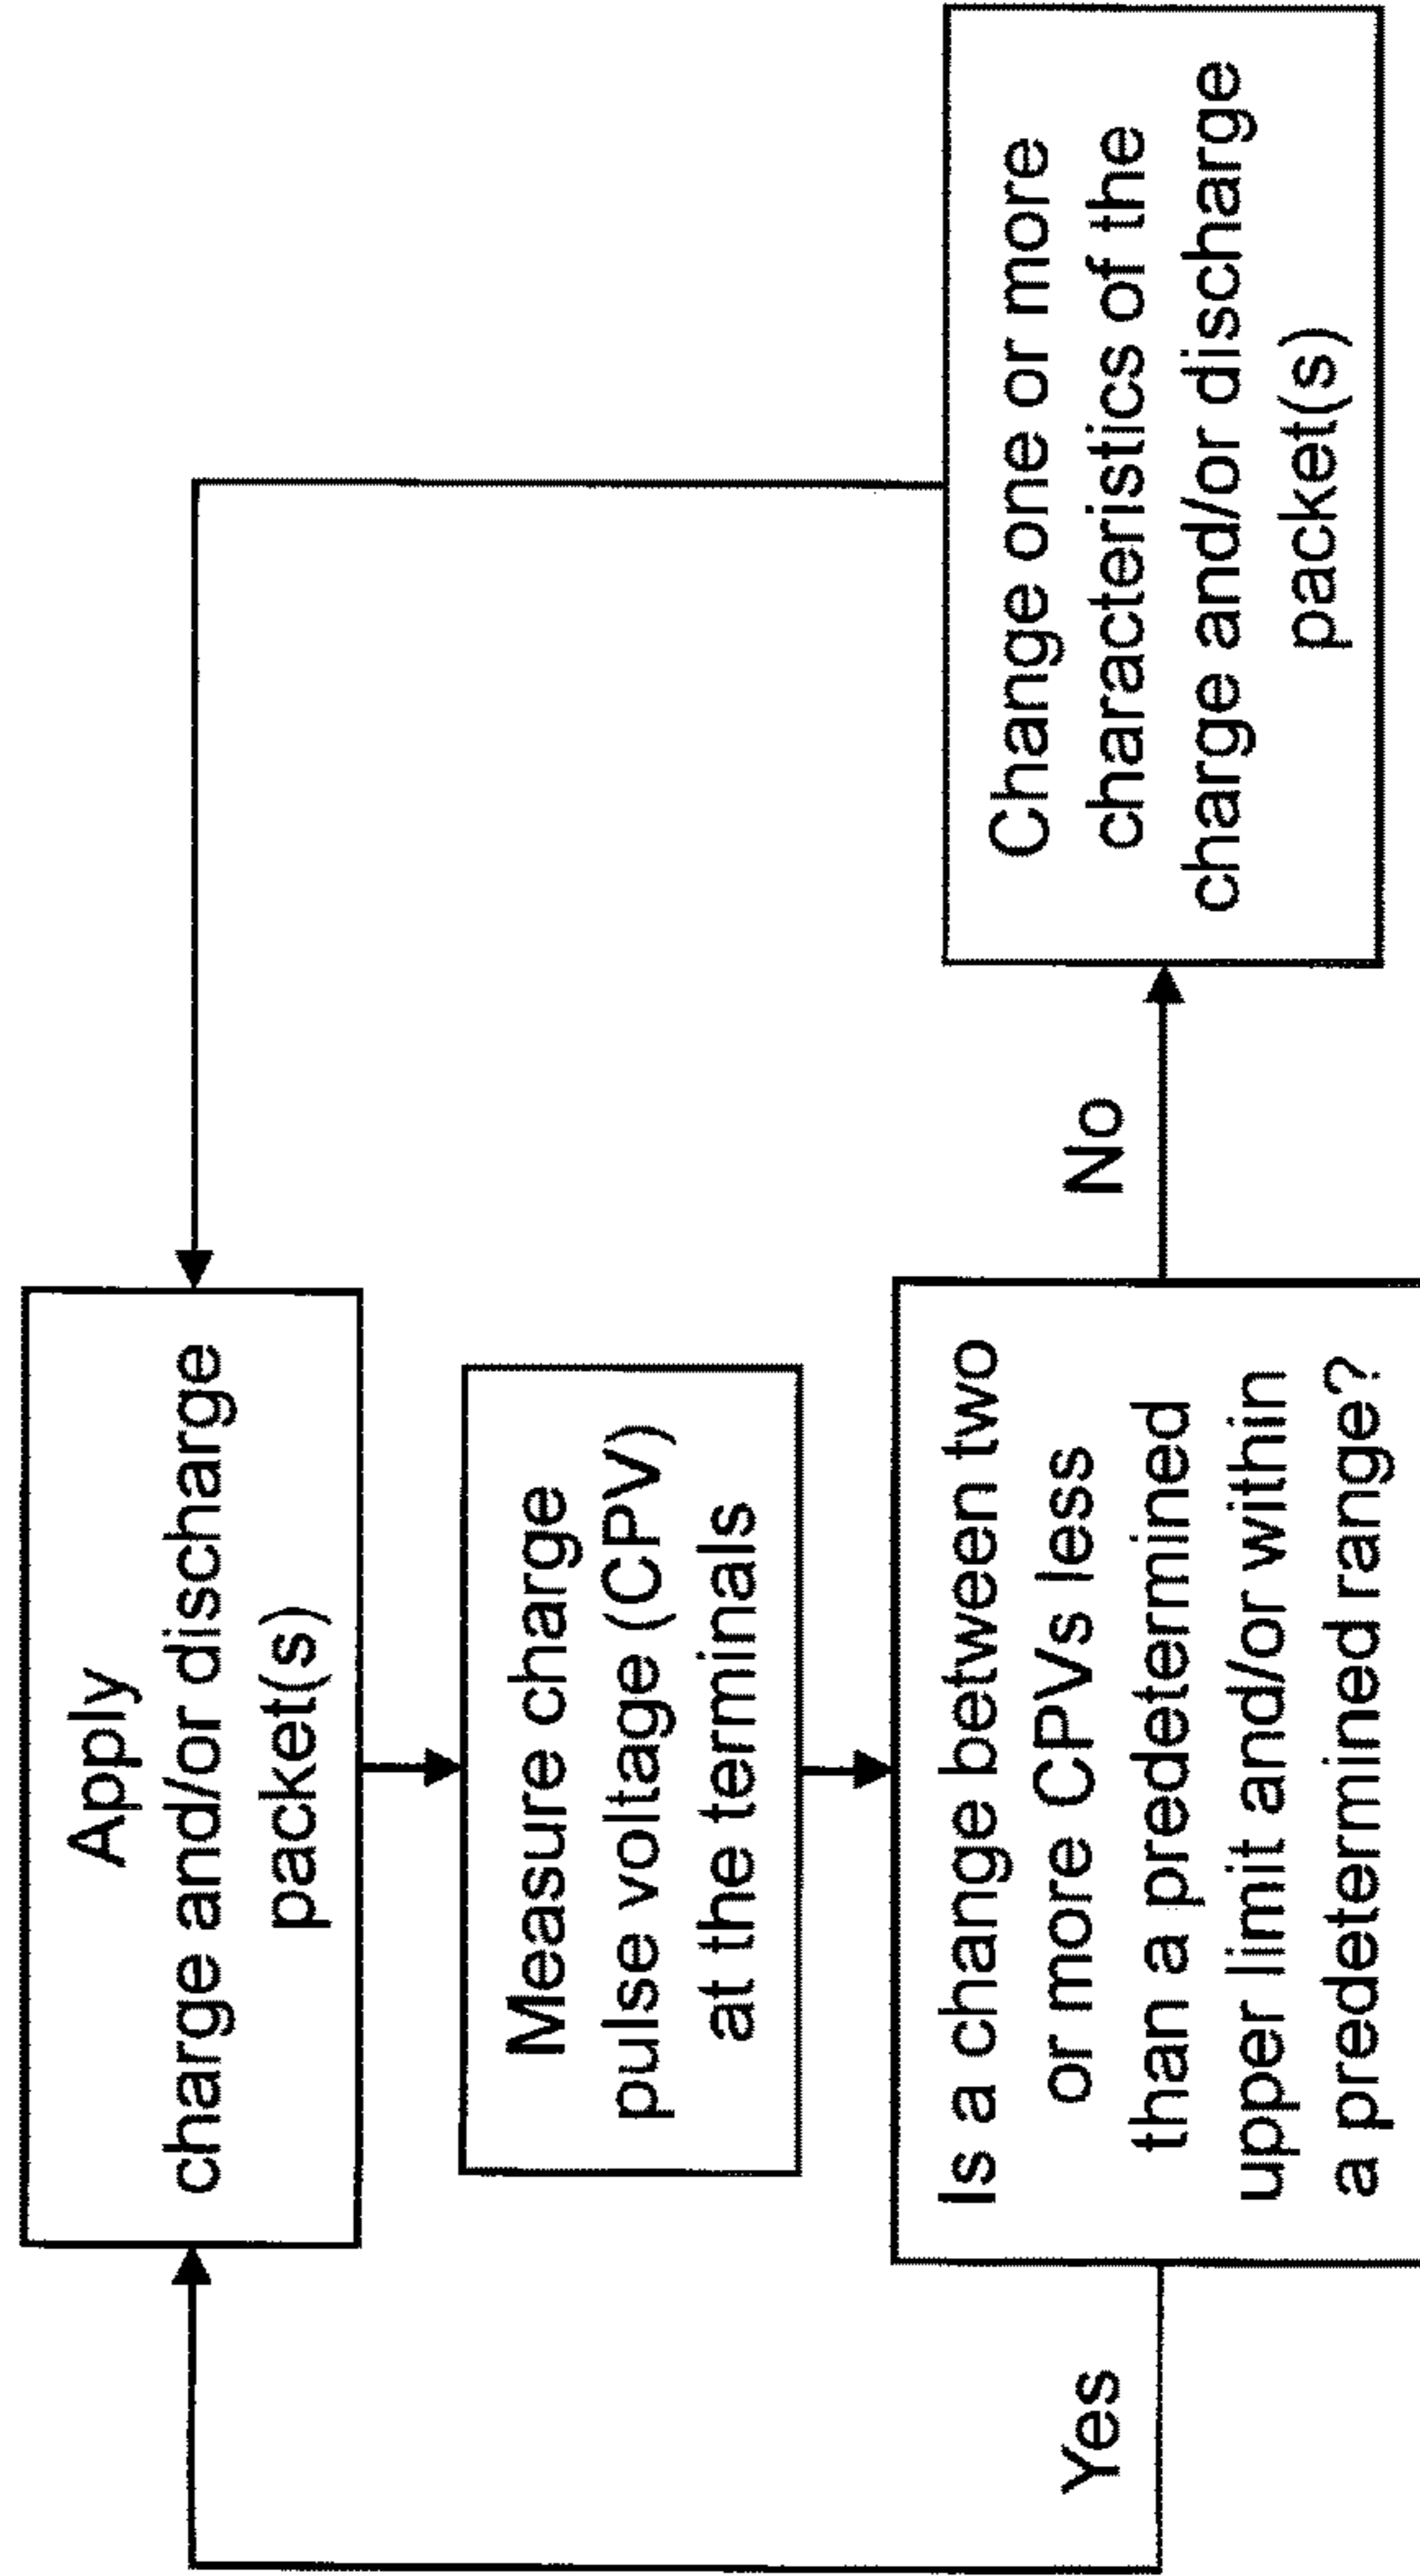 Apply
charge and/or discharge
packet(s)
Measure charge
pulse voltage (CPV)
at the terminals
Is a change between two
or more CPVs less
than a predetermined
upper limit and/or within
a predetermined range?
Yes
No
Change one or more
characteristics of the
charge and/or discharge
packet(s)